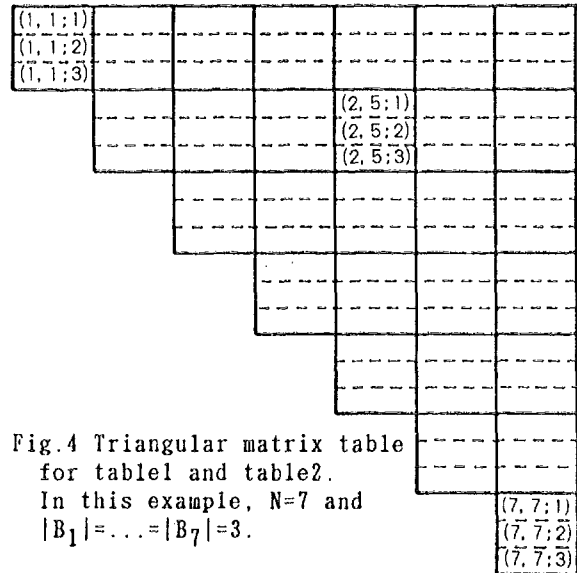 (1, 1;1)
(1, 1;2)
(1, 1;3)
(2, 5;1)
(2, 5;2)
(2, 5;3)
Fig.4 Triangular matrix table
for table1 and table2.
In this example, N=7 and
|B1|=...=|B7|=3.
(7, 7;1)
(7, 7;2)
(7, 7;3)